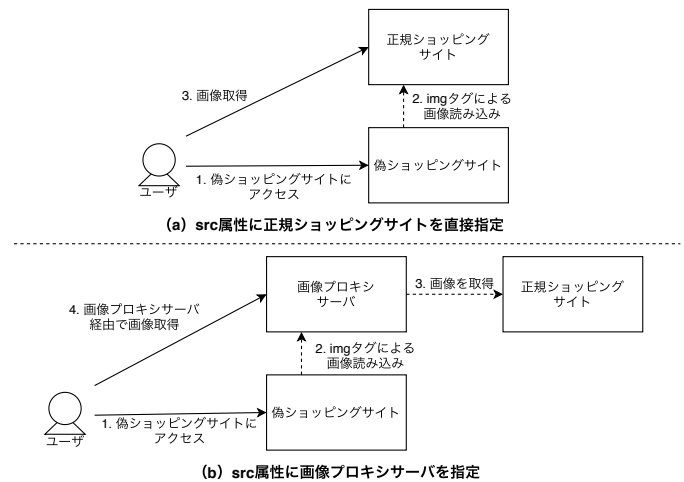 正規ショッピング
サイト
3. 画像取得
2. imgタグによる
画像読み込み
偽ショッピングサイト
1. 偽ショッピングサイトに
アクセス
ユーザ
（a）src属性に正規ショッピングサイトを直接指定
画像プロキシ
サーバ
3. 画像を取得
正規ショッピング
サイト
4. 画像プロキシサーバ
経由で画像取得
2. imgタグによる
画像読み込み
偽ショッピングサイト
1. 偽ショッピングサイトに
アクセス
ユーザ
（b）src属性に画像プロキシサーバを指定